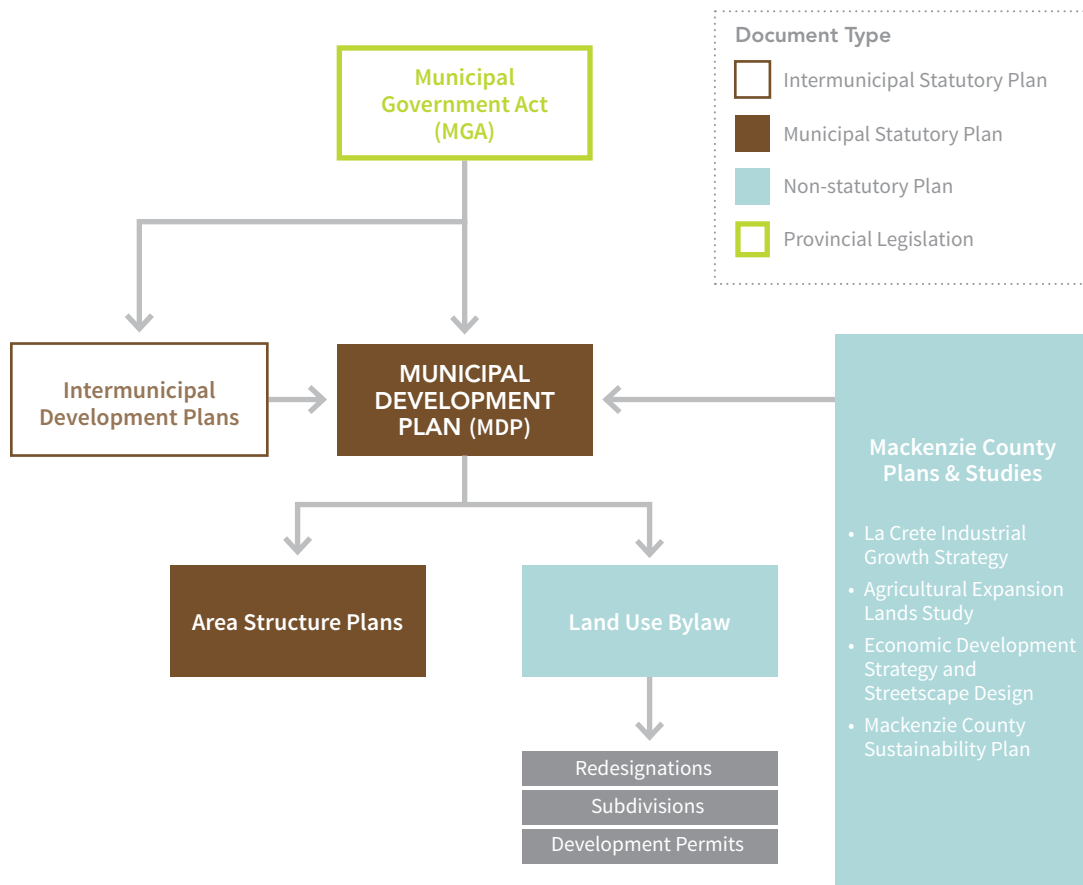 Municipal
Government Act
(MGA)
Document Type
Intermunicipal Statutory Plan
Municipal Statutory Plan
Non-statutory Plan
Provincial Legislation
Intermunicipal
Development Plans
MUNICIPAL
DEVELOPMENT
PLAN (MDP)
Mackenzie County
Plans & Studies
• La Crete Industrial
Growth Strategy
• Agricultural Expansion
Lands Study
• Economic Development
Strategy and
Streetscape Design
• Mackenzie County
Sustainability Plan
Area Structure Plans
Land Use Bylaw
Redesignations
Subdivisions
Development Permits